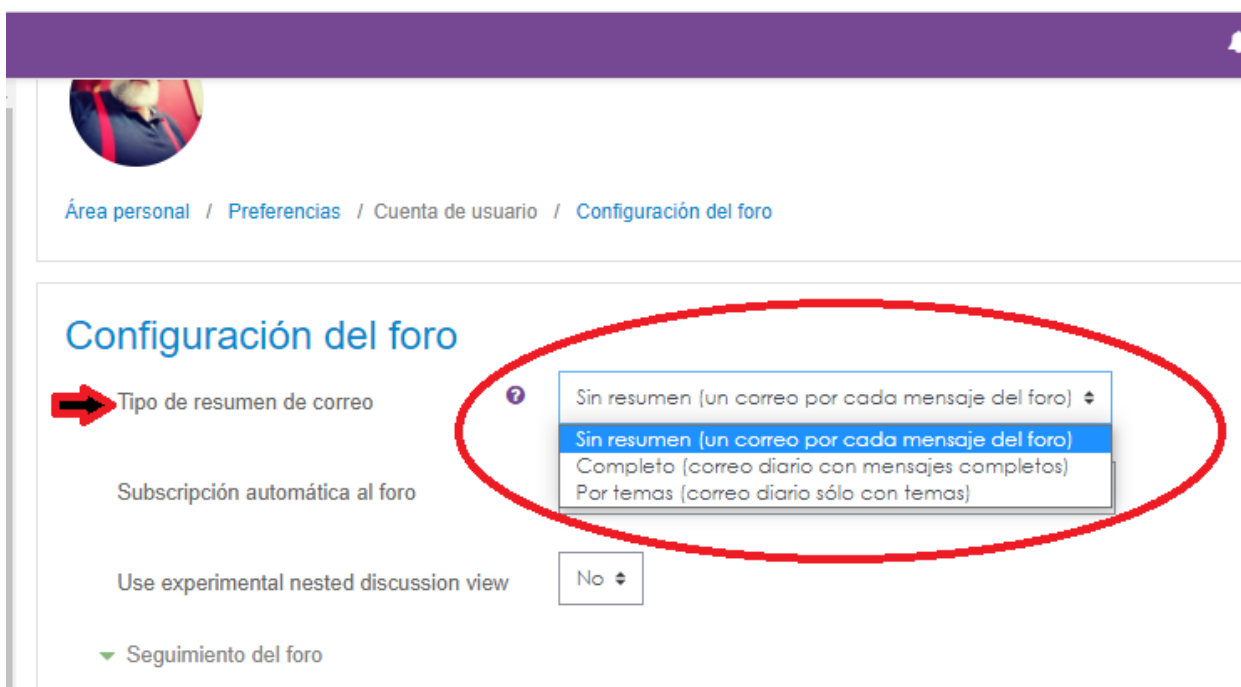 Área personal / Preferencias / Cuenta de usuario / Configuración del foro
Configuración del foro
Tipo de resumen de correo
Sin resumen (un correo por cada mensaje del foro)
Sin resumen (un correo por cada mensaje del foro)
Completo (correo diario con mensajes completos)
Por temas (correo diario sólo con temas)
Subscripción automática al foro
Use experimental nested discussion view
No
Seguimiento del foro